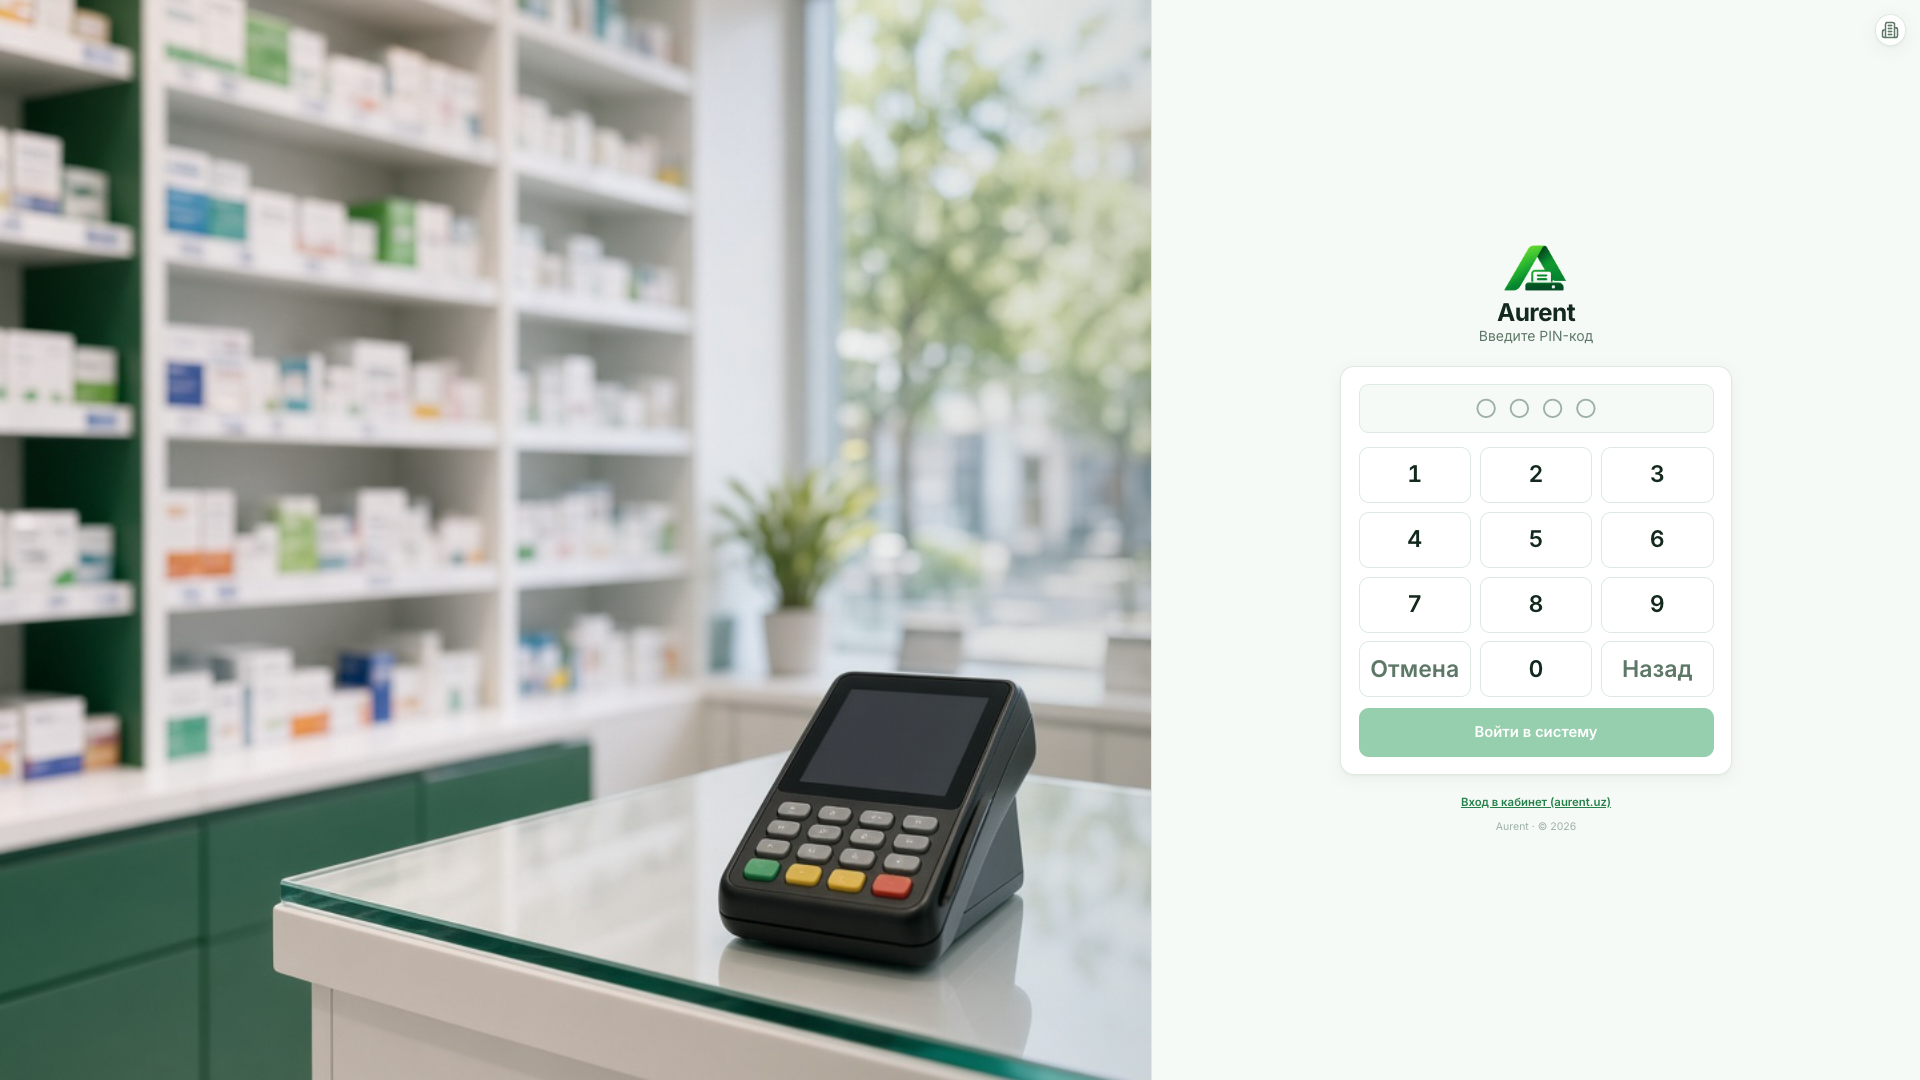 Aurent
Введите PIN-код
1 2 3
4 5 6
7 8 9
Отмена 0 Назад
Войти в систему
Вход в кабинет (aurent.uz)
Aurent · © 2026